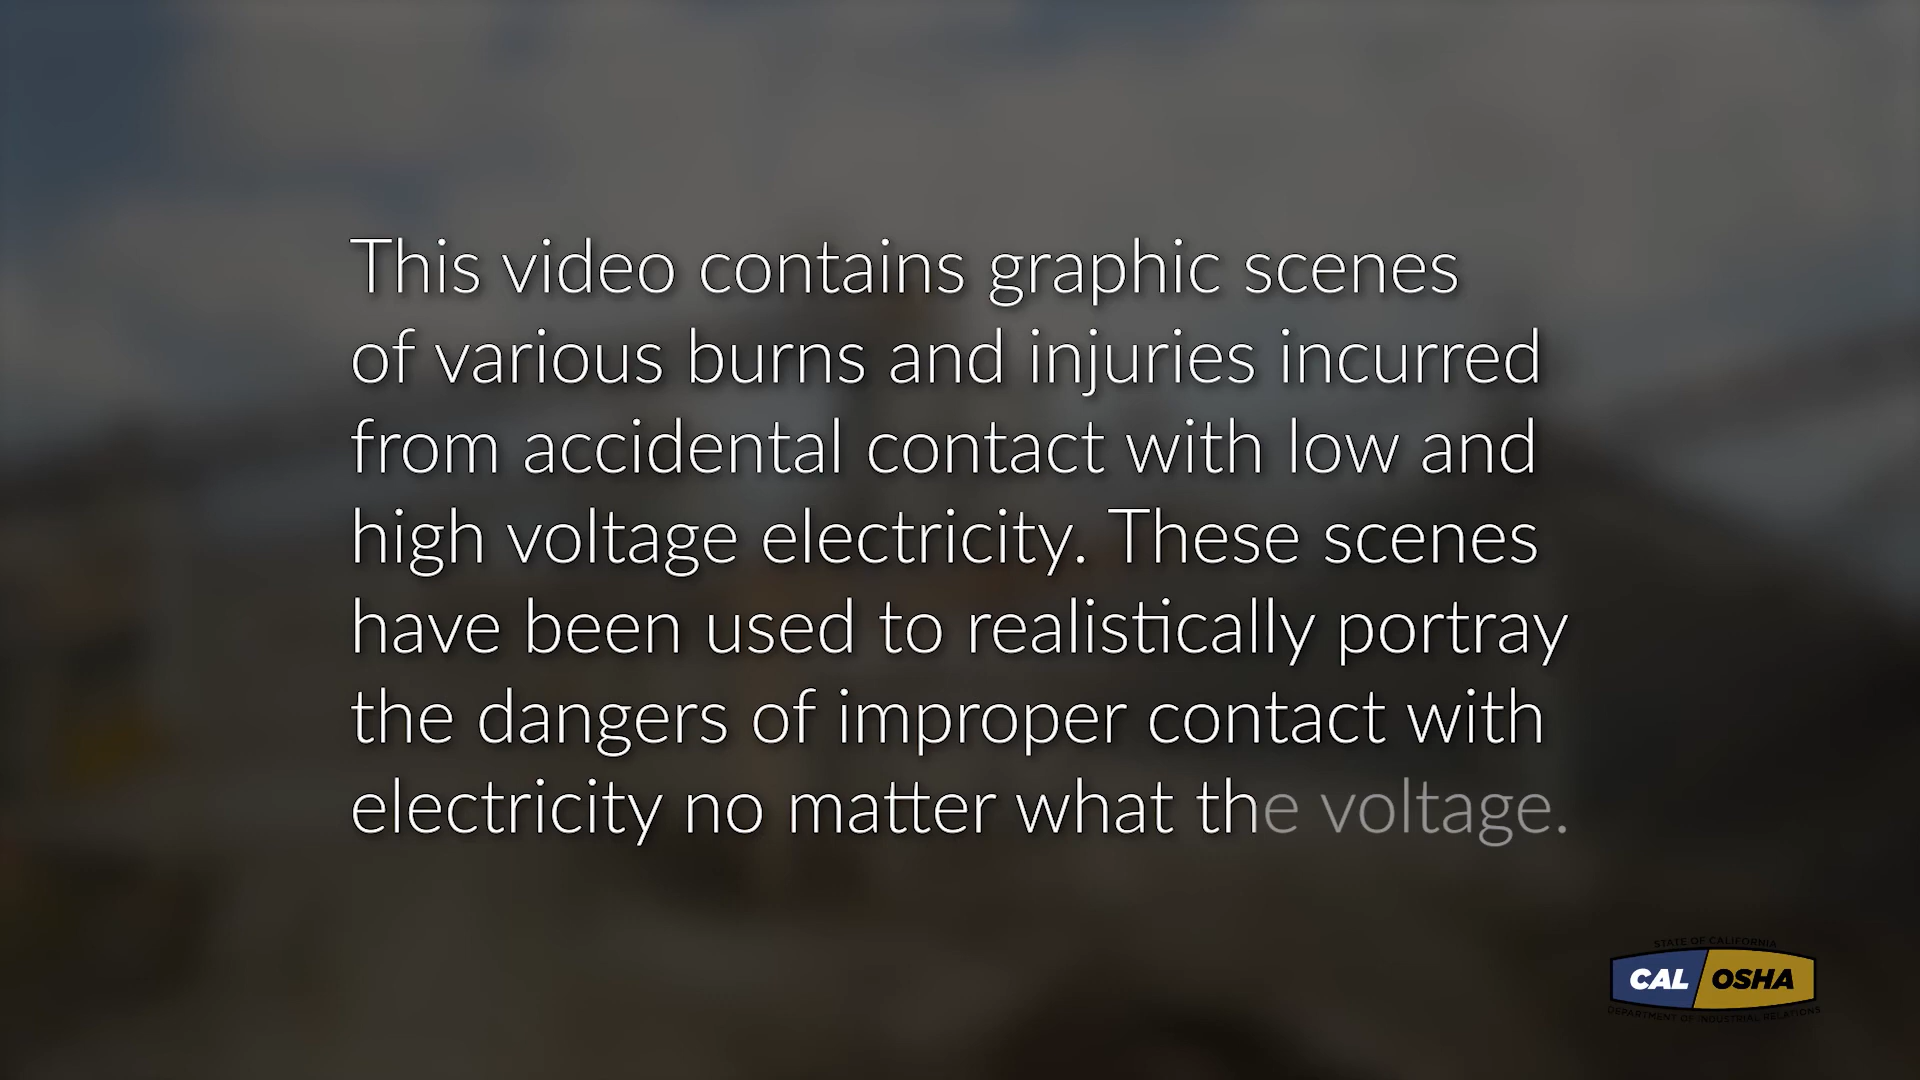 This video contains graphic scenes
of various burns and injuries incurred
from accidental contact with low and
high voltage electricity. These scenes
have been used to realistically portray
the dangers of improper contact with
electricity no matter what the voltage.
STATE OF CALIFORNIA
CAL OSHA
DEPARTMENT OF INDUSTRIAL RELATIONS